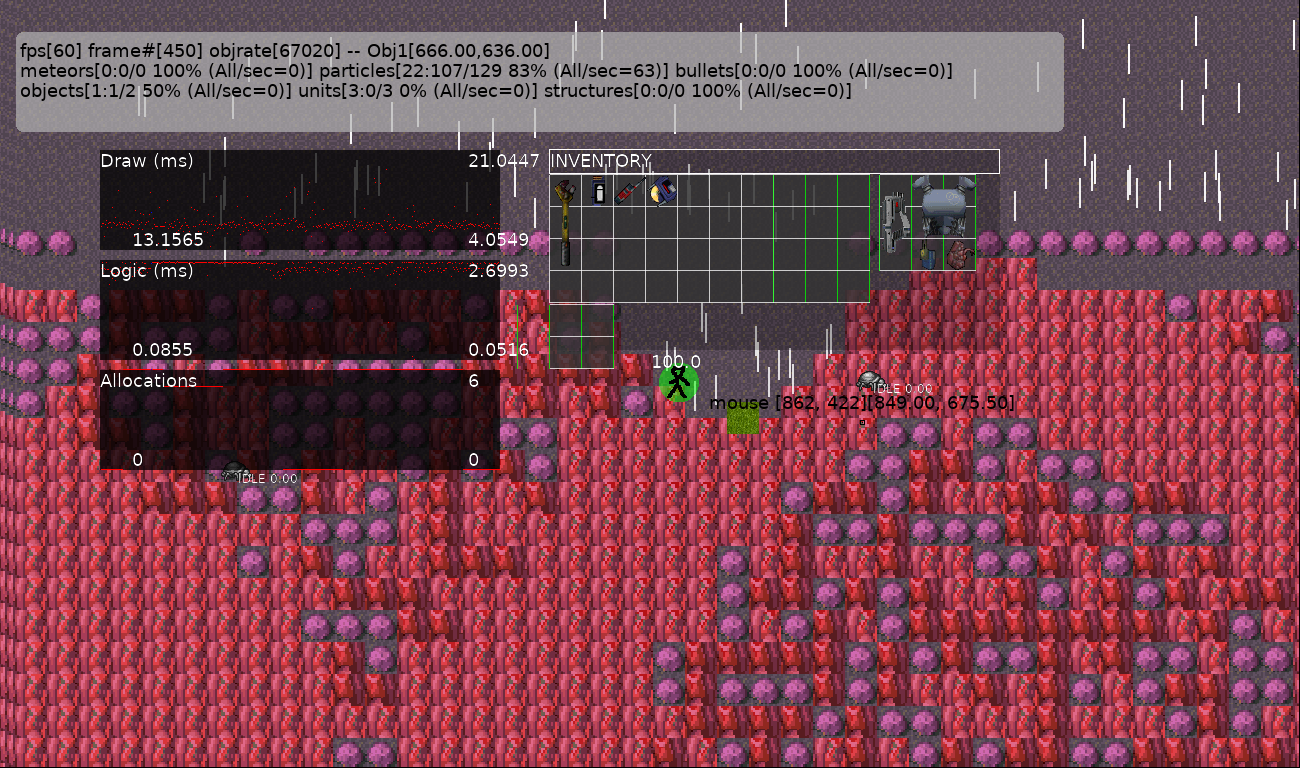 fps[60] frame#[450] objrate[67020] -- Obj1[666.00,636.00]
meteors[0:0/0 100% (All/sec=0)] particles[22:107/129 83% (All/sec=63)] bullets[0:0/0 100% (All/sec=0)]
objects[1:1/2 50% (All/sec=0)] units[3:0/3 0% (All/sec=0)] structures[0:0/0 100% (All/sec=0)]
Draw (ms) 21.0447
13.1565 4.0549
Logic (ms) 2.6993
0.0855 0.0516
Allocations 6
0 0
INVENTORY
100.0
IDLE 0.00
mouse [862, 422][849.00, 675.50]
IDLE 0.00